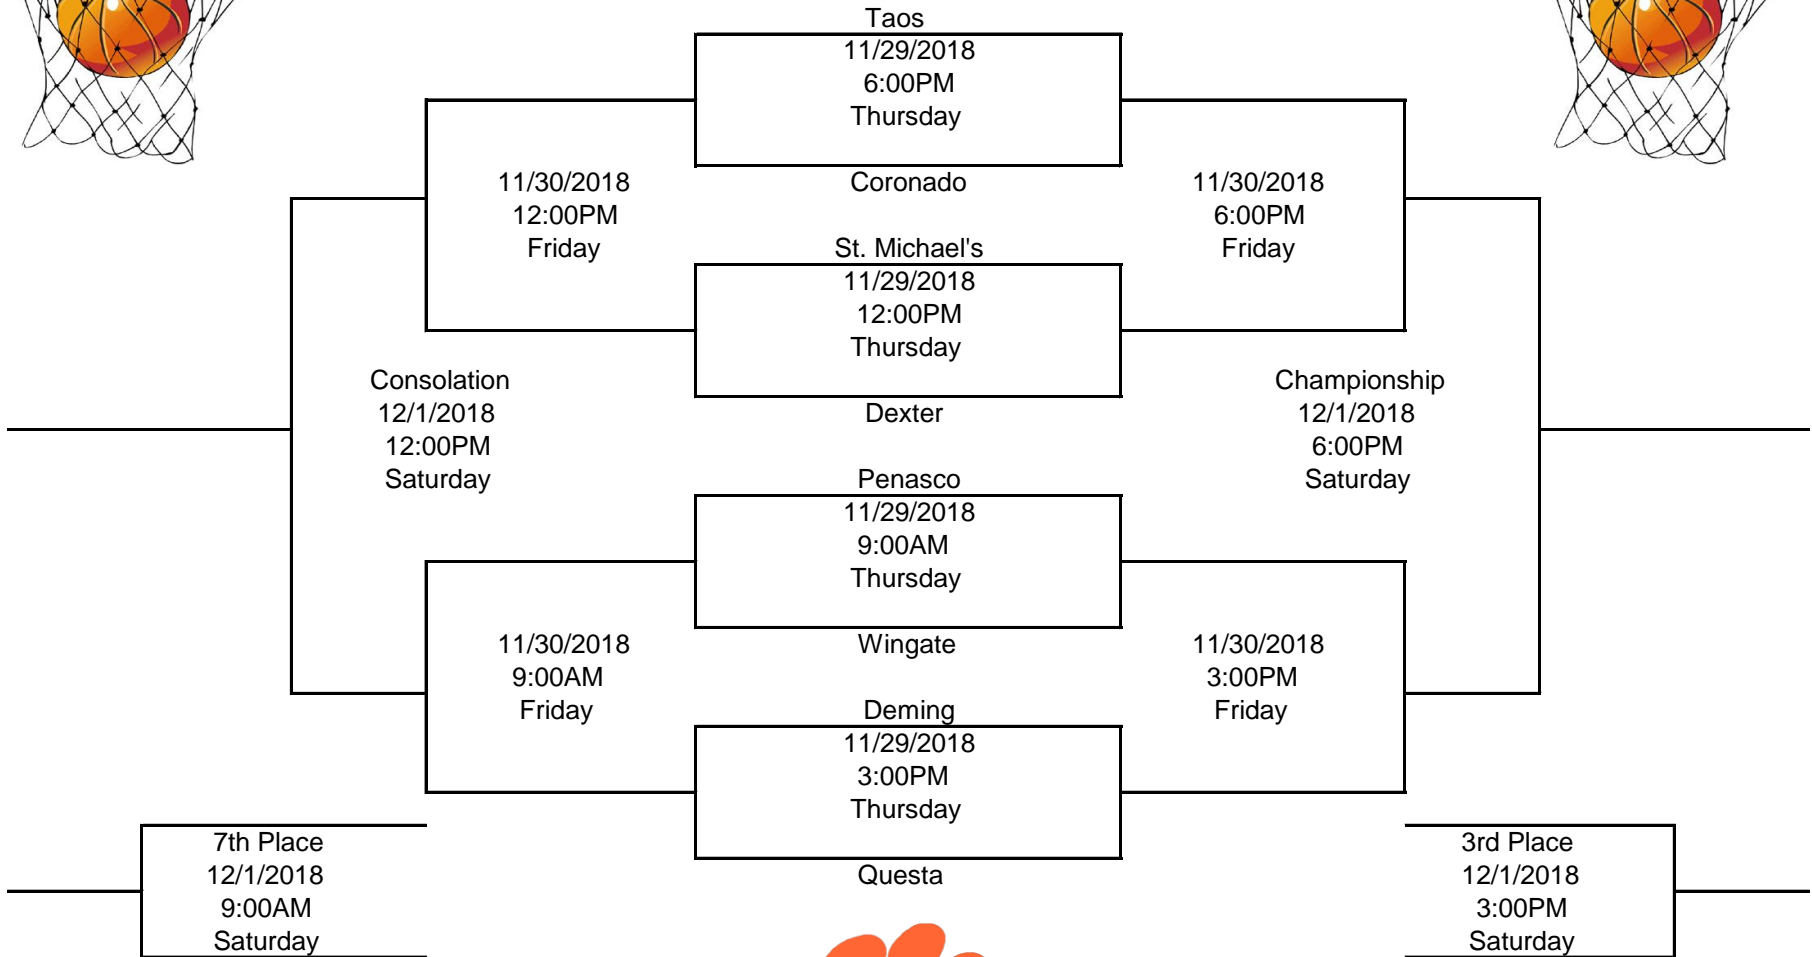 Taos
11/29/2018
6:00PM
Thursday
11/30/2018
12:00PM
Friday
Coronado
11/30/2018
6:00PM
Friday
St. Michael's
11/29/2018
12:00PM
Thursday
Consolation
12/1/2018
12:00PM
Saturday
Dexter
Championship
12/1/2018
6:00PM
Saturday
Penasco
11/29/2018
9:00AM
Thursday
11/30/2018
9:00AM
Friday
Wingate
11/30/2018
3:00PM
Friday
Deming
11/29/2018
3:00PM
Thursday
7th Place
12/1/2018
9:00AM
Saturday
Questa
3rd Place
12/1/2018
3:00PM
Saturday